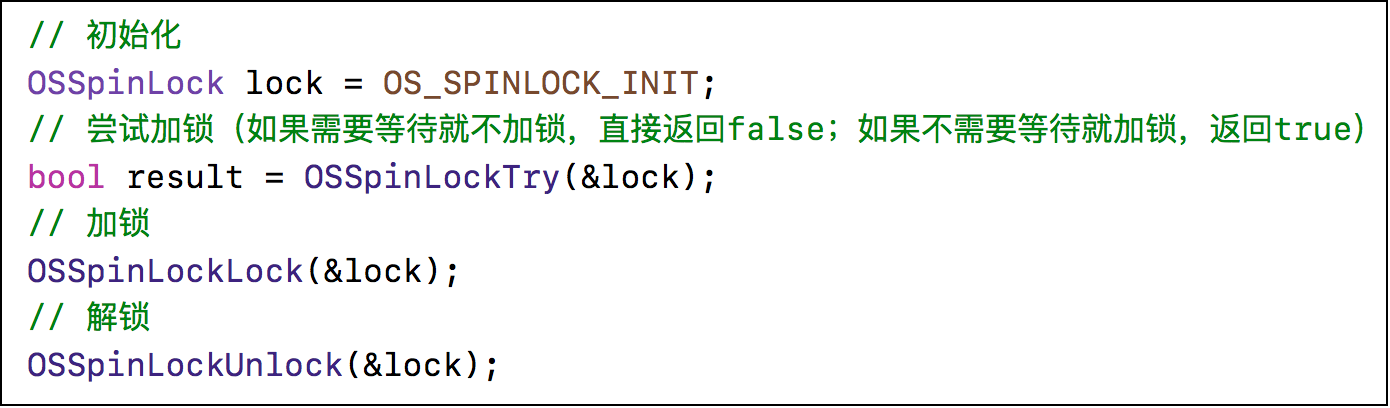 // 初始化
OSSpinLock lock = OS_SPINLOCK_INIT;
// 尝试加锁（如果需要等待就不加锁，直接返回false；如果不需要等待就加锁，返回true）
bool result = OSSpinLockTry(&lock);
// 加锁
OSSpinLockLock(&lock);
// 解锁
OSSpinLockUnlock(&lock);